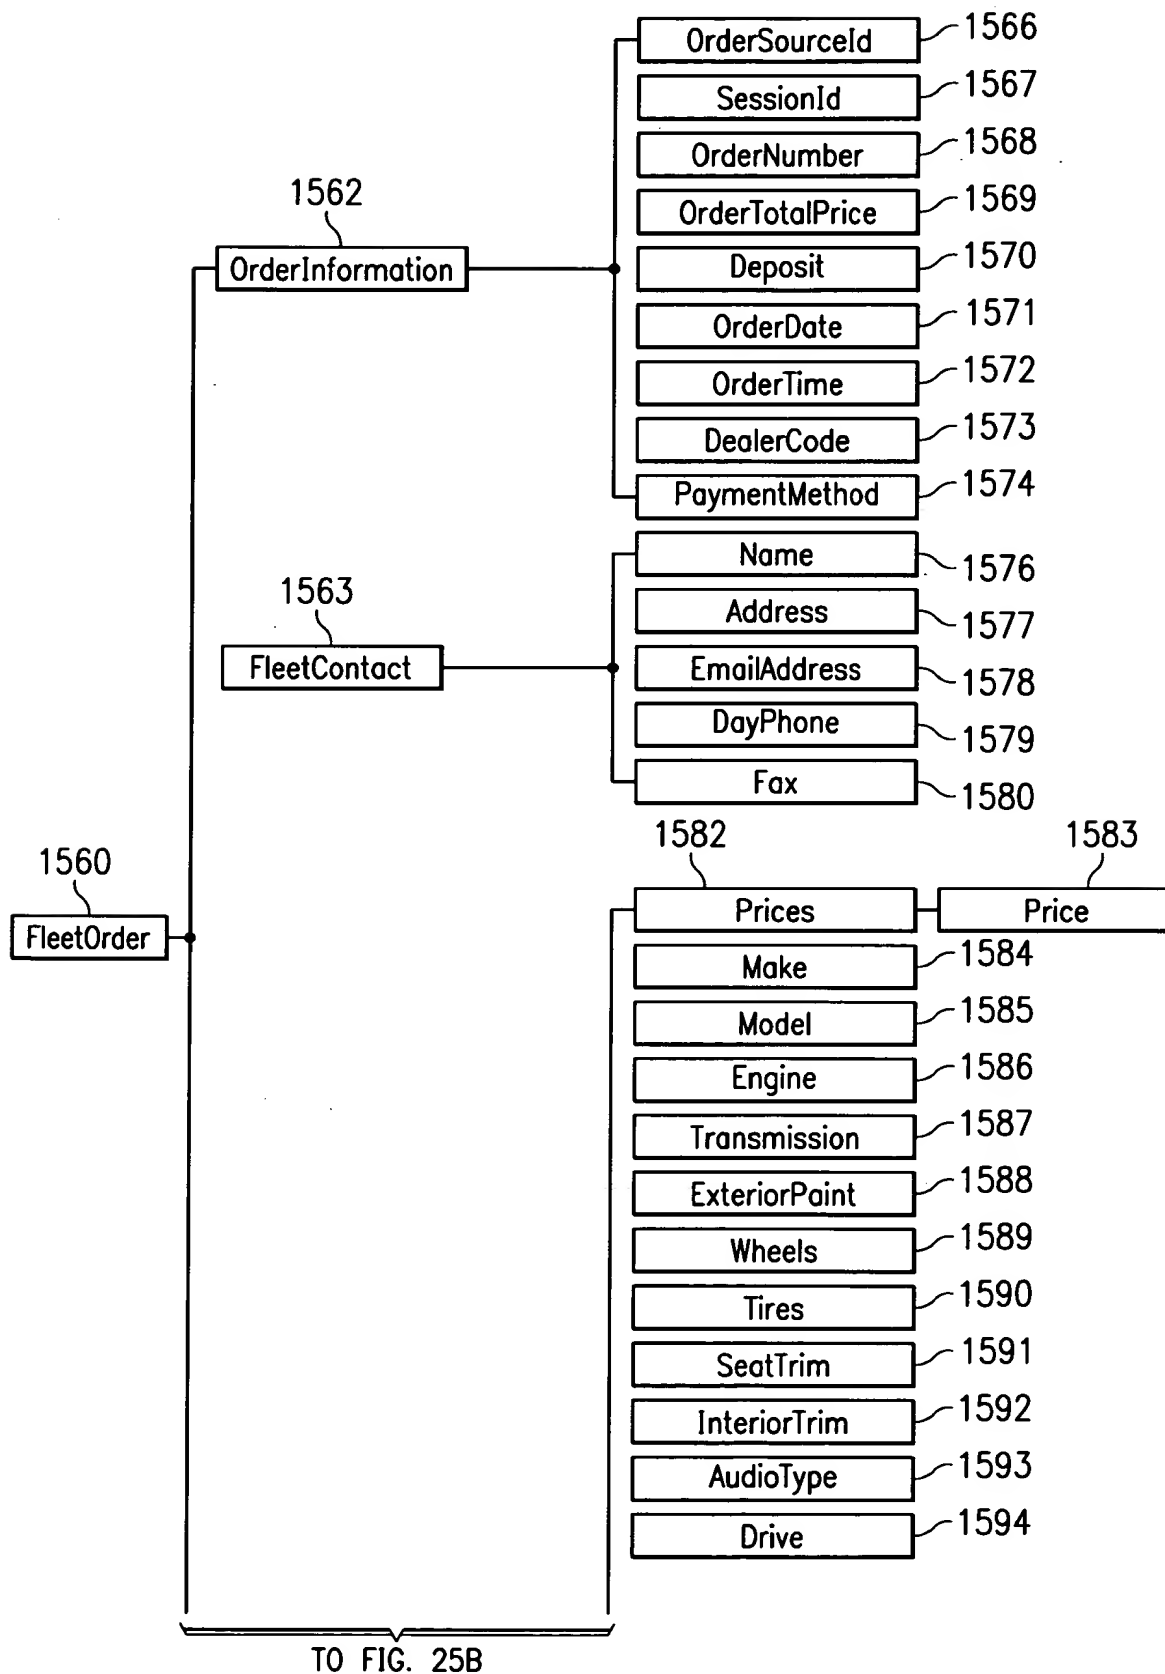 OrderSourceId 1566
SessionId 1567
OrderNumber 1568
1562
OrderTotalPrice 1569
OrderInformation
Deposit 1570
OrderDate 1571
OrderTime 1572
DealerCode 1573
PaymentMethod 1574
Name 1576
1563
Address 1577
FleetContact
EmailAddress 1578
DayPhone 1579
Fax 1580
1582 1583
1560
Prices Price
FleetOrder
Make 1584
Model 1585
Engine 1586
Transmission 1587
ExteriorPaint 1588
Wheels 1589
Tires 1590
SeatTrim 1591
InteriorTrim 1592
AudioType 1593
Drive 1594
TO FIG. 25B